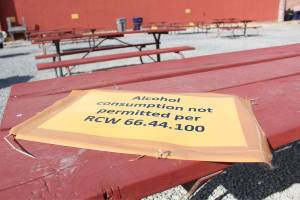 Alcohol
consumption not
permitted per
RCW 66.44.100